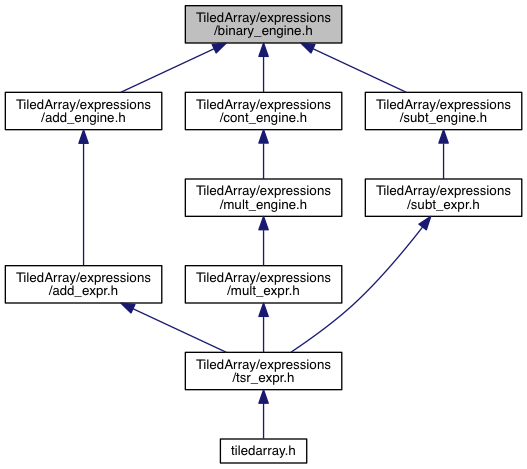 TiledArray/expressions
/binary_engine.h
TiledArray/expressions
/add_engine.h
TiledArray/expressions
/cont_engine.h
TiledArray/expressions
/subt_engine.h
TiledArray/expressions
/mult_engine.h
TiledArray/expressions
/subt_expr.h
TiledArray/expressions
/add_expr.h
TiledArray/expressions
/mult_expr.h
TiledArray/expressions
/tsr_expr.h
tiledarray.h